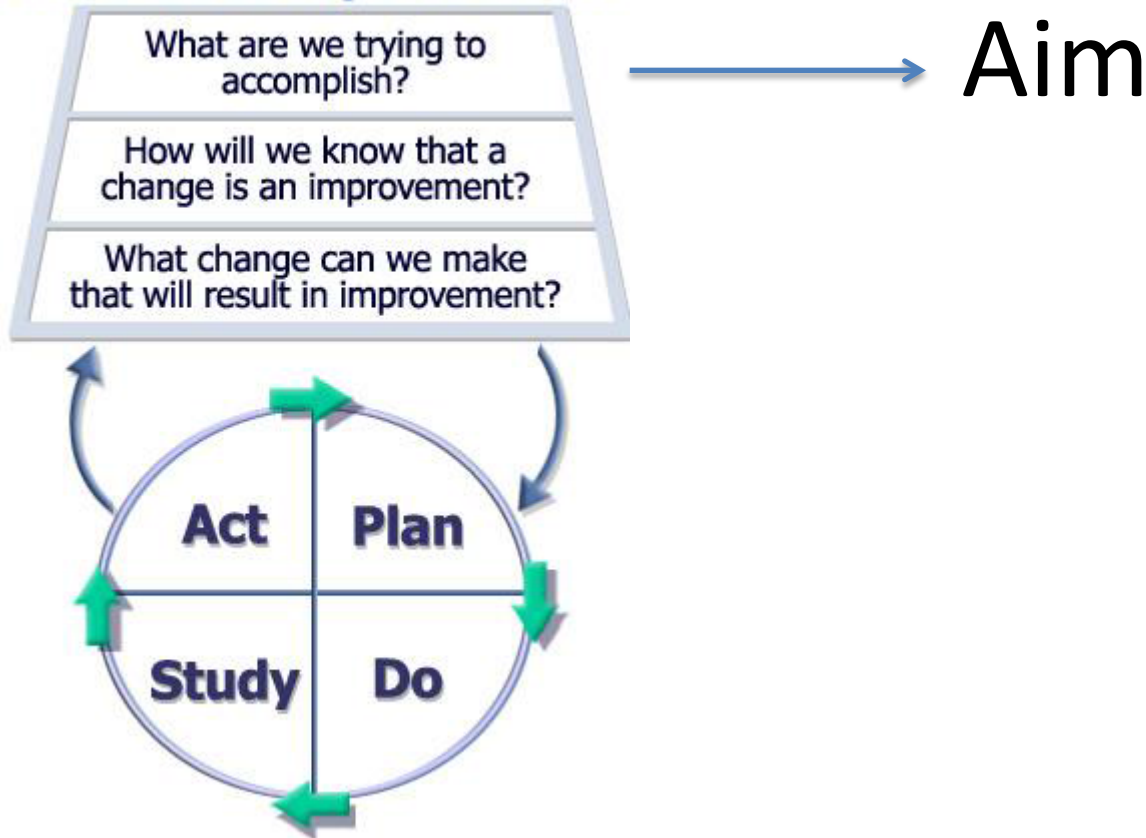 What are we trying to
accomplish?
Aim
How will we know that a
change is an improvement?
What change can we make
that will result in improvement?
Act
Plan
Study
Do